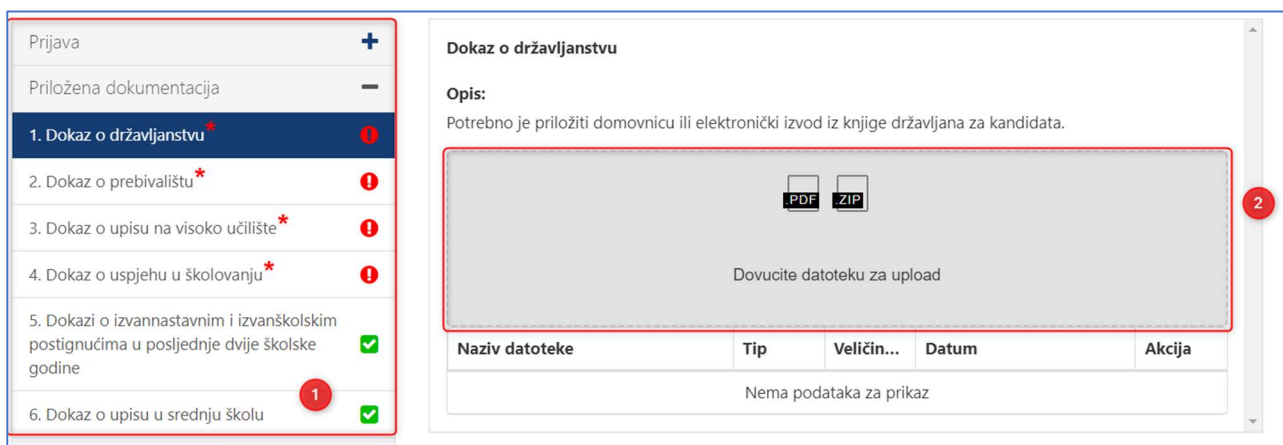 Prijava
Priložena dokumentacija
1. Dokaz o državljanstvu*
2. Dokaz o prebivalištu*
3. Dokaz o upisu na visoko učilište*
4. Dokaz o uspjehu u školovanju*
5. Dokazi o izvannastavnim i izvanškolskim
postignućima u posljednje dvije školske
godine
1
6. Dokaz o upisu u srednju školu
Dokaz o državljanstvu
Opis:
Potrebno je priložiti domovnicu ili elektronički izvod iz knjige državljana za kandidata.
.PDF .ZIP
2
Dovucite datoteku za upload
Naziv datoteke Tip Veličin... Datum Akcija
Nema podataka za prikaz